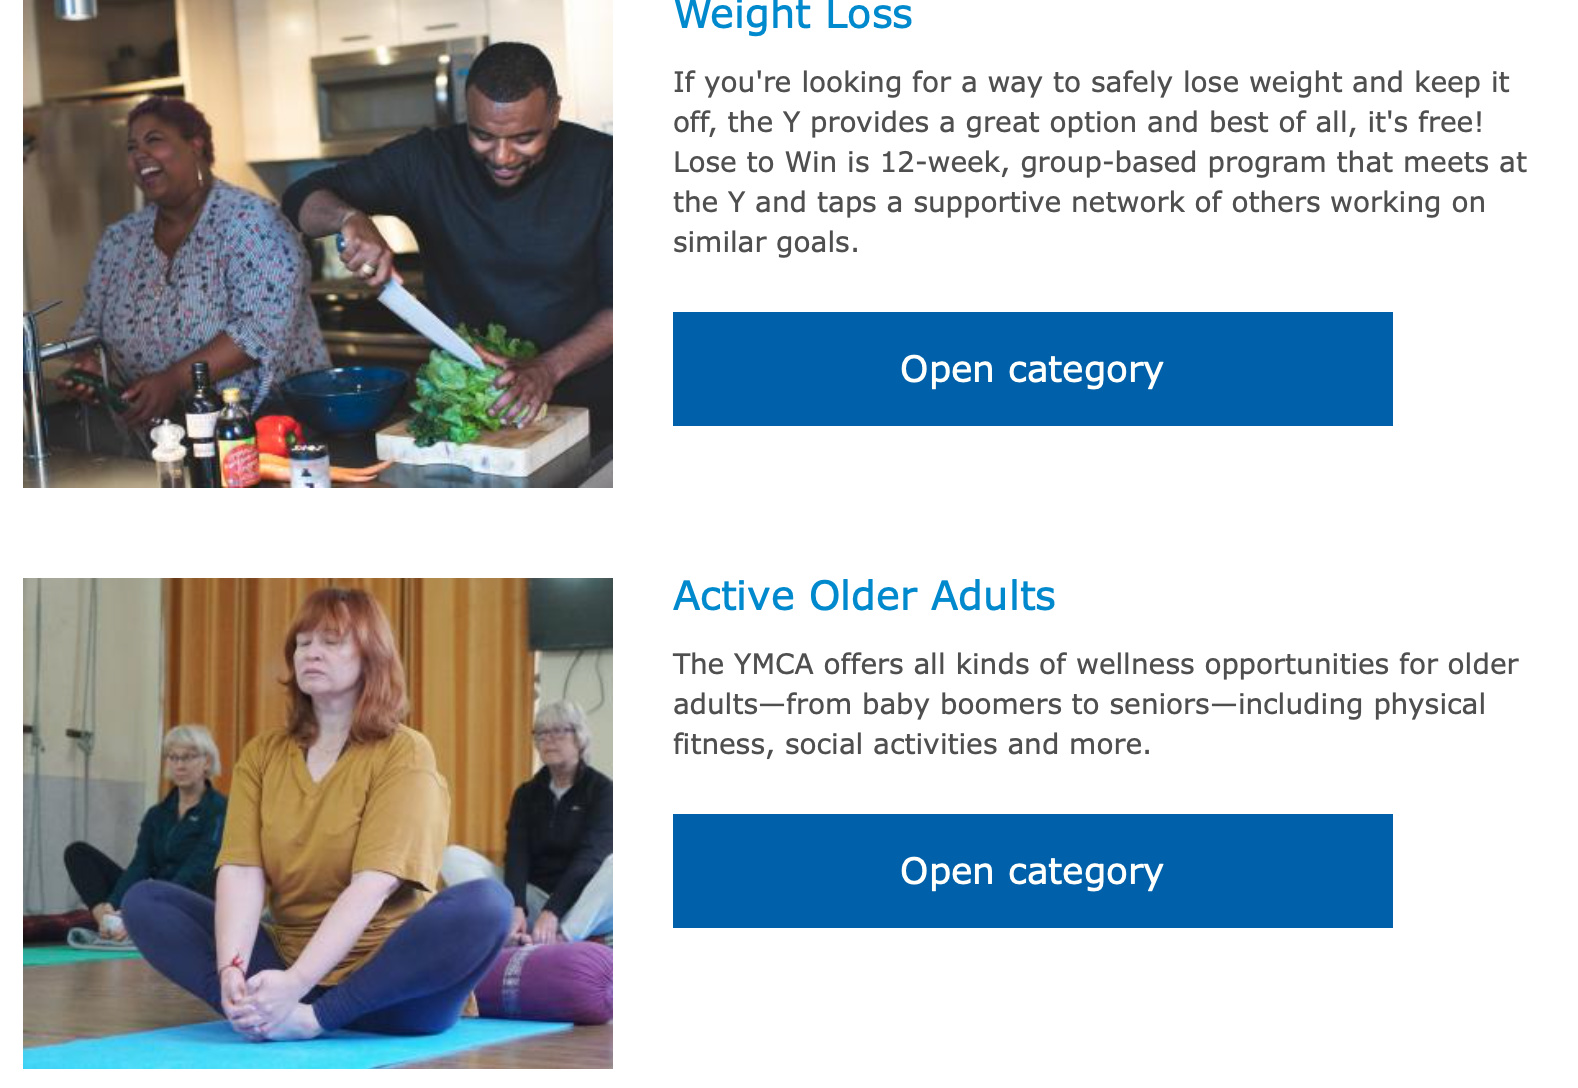 Weight Loss
If you're looking for a way to safely lose weight and keep it
off, the Y provides a great option and best of all, it's free!
Lose to Win is 12-week, group-based program that meets at
the Y and taps a supportive network of others working on
similar goals.
Open category
Active Older Adults
The YMCA offers all kinds of wellness opportunities for older
adults—from baby boomers to seniors—including physical
fitness, social activities and more.
Open category